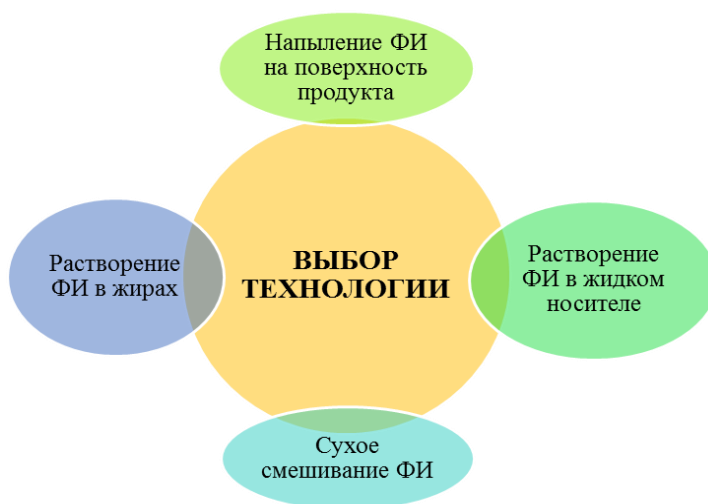 Напыление ФИ
на поверхность
продукта
Растворение
ФИ в жирах
ВЫБОР
ТЕХНОЛОГИИ
Растворение
ФИ в жидком
носителе
Сухое
смешивание ФИ